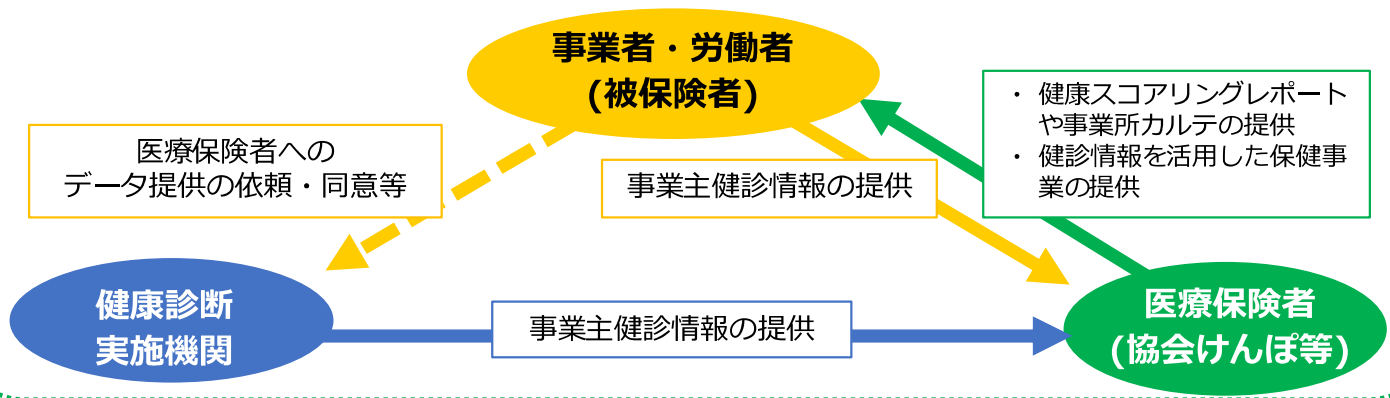 事業者・労働者
(被保険者)
・ 健康スコアリングレポート
や事業所カルテの提供
・ 健診情報を活用した保健事
業の提供
医療保険者への
データ提供の依頼・同意等
事業主健診情報の提供
健康診断
実施機関
事業主健診情報の提供
医療保険者
(協会けんぽ等)